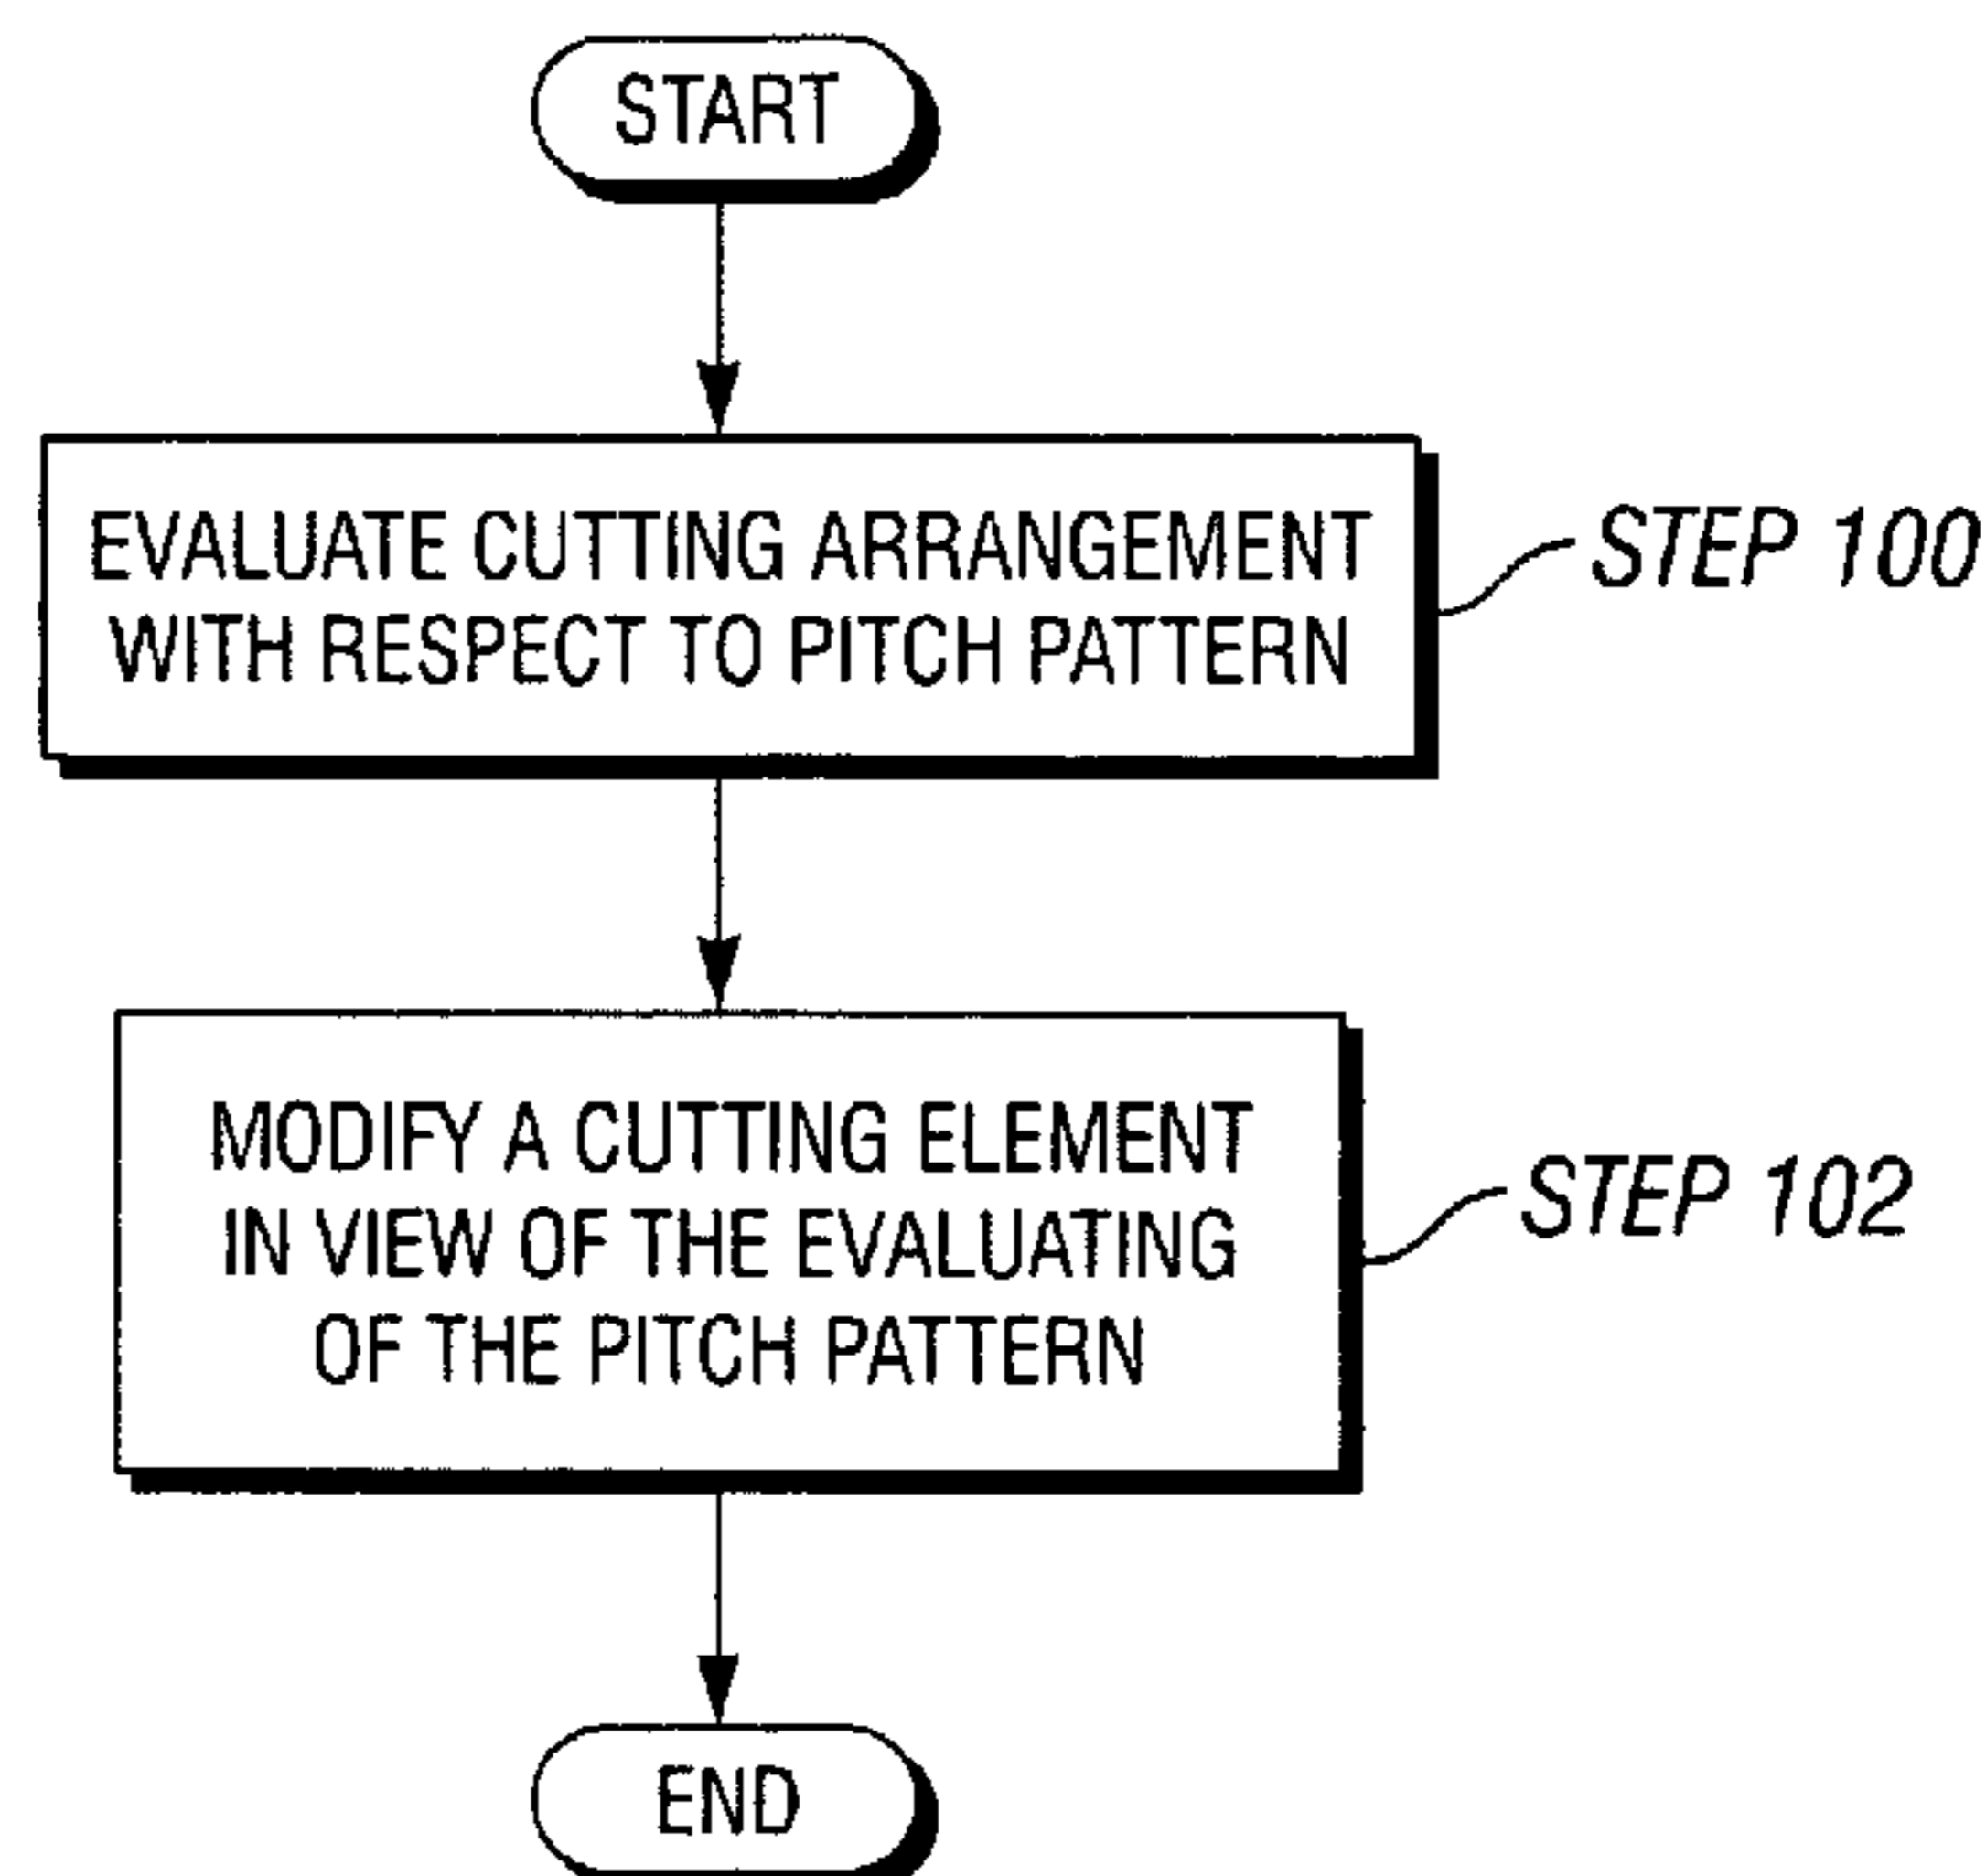 START
EVALUATE CUTTING ARRANGEMENT
WITH RESPECT TO PITCH PATTERN
STEP 100
MODIFY A CUTTING ELEMENT
IN VIEW OF THE EVALUATING
OF THE PITCH PATTERN
STEP 102
END